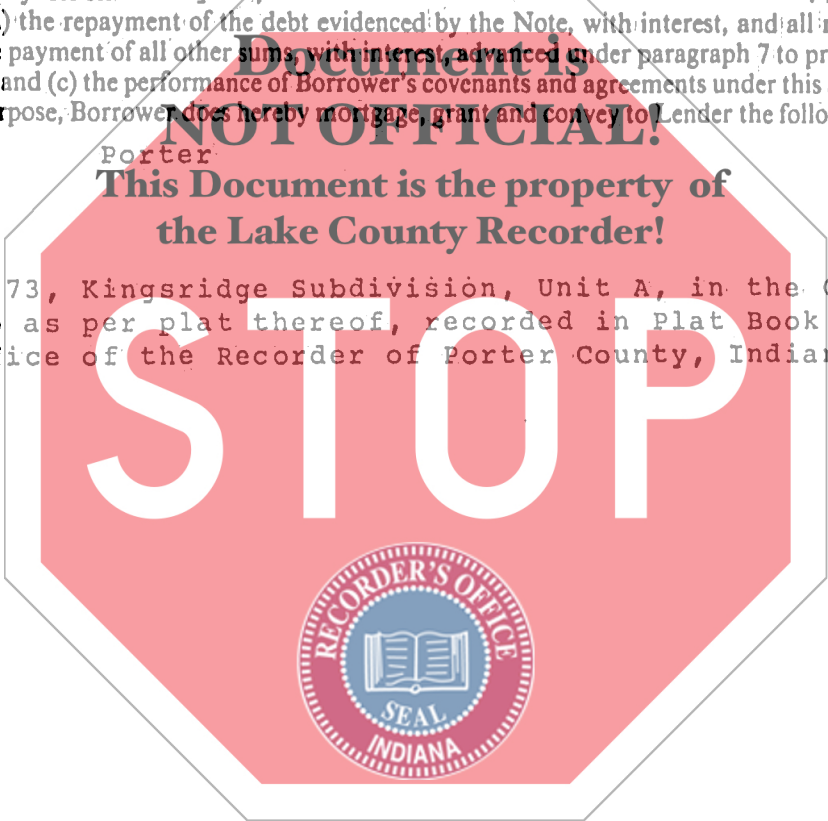 ) the repayment of the debt evidenced by the Note, with interest, and all
payment of all other sums, with interest, advanced under paragraph 7 to
and (c) the performance of Borrower's covenants and agreements under this
rpose, Borrower does hereby mortgage, grant and convey to Lender the follo
Document is
NOT OFFICIAL!
Porter
This Document is the property of
the Lake County Recorder!
73, Kingsridge Subdivision, Unit A, in the
as per plat thereof, recorded in Plat Book
ice of the Recorder of Porter County, Indian
STOP
RECORDER'S OFFICE
SEAL
INDIANA